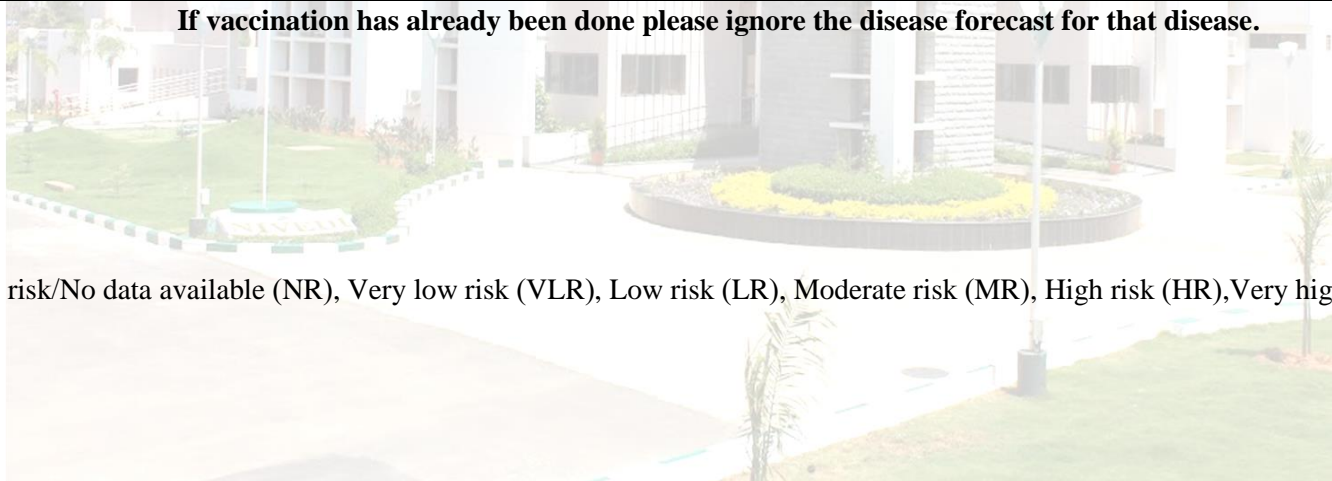 If vaccination has already been done please ignore the disease forecast for that disease.
NIVEDI
risk/No data available (NR), Very low risk (VLR), Low risk (LR), Moderate risk (MR), High risk (HR),Very hig